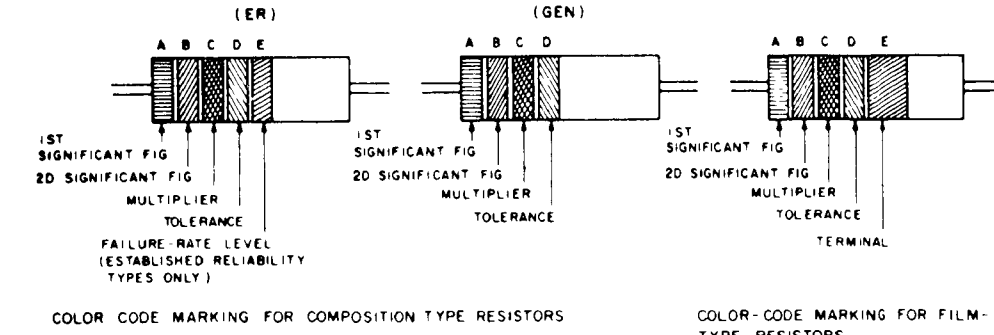 (ER)
(GEN)
A B C D E
A B C D
A B C D E
1ST
SIGNIFICANT FIG
2D SIGNIFICANT FIG
MULTIPLIER
TOLERANCE
FAILURE-RATE LEVEL
(ESTABLISHED RELIABILITY
TYPES ONLY)
1ST
SIGNIFICANT FIG
2D SIGNIFICANT FIG
MULTIPLIER
TOLERANCE
1ST
SIGNIFICANT FIG
2D SIGNIFICANT FIG
MULTIPLIER
TOLERANCE
TERMINAL
COLOR CODE MARKING FOR COMPOSITION TYPE RESISTORS
COLOR-CODE MARKING FOR FILM-
TYPE RESISTORS